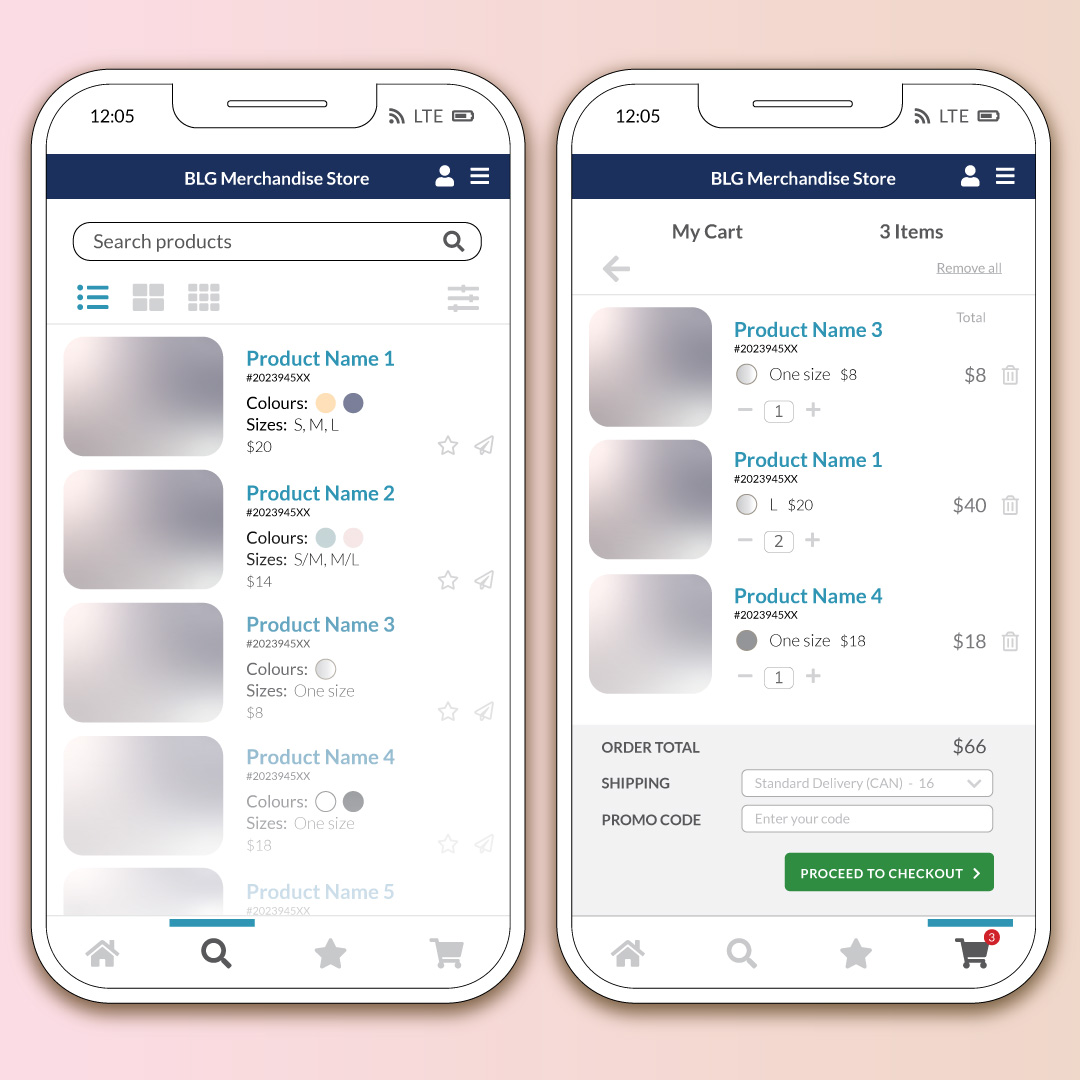 12:05 LTE
BLG Merchandise Store
Search products
Product Name 1
#2023945XX
Colours:
Sizes: S, M, L
$20
Product Name 2
#2023945XX
Colours:
Sizes: S/M, M/L
$14
Product Name 3
#2023945XX
Colours:
Sizes: One size
$8
Product Name 4
#2023945XX
Colours:
Sizes: One size
$18
Product Name 5
#2023945XX
12:05 LTE
BLG Merchandise Store
My Cart 3 Items
Remove all
Total
Product Name 3
#2023945XX
One size $8 $8
1
Product Name 1
#2023945XX
L $20 $40
2
Product Name 4
#2023945XX
One size $18 $18
1
ORDER TOTAL $66
SHIPPING Standard Delivery (CAN) - 16
PROMO CODE Enter your code
PROCEED TO CHECKOUT
3